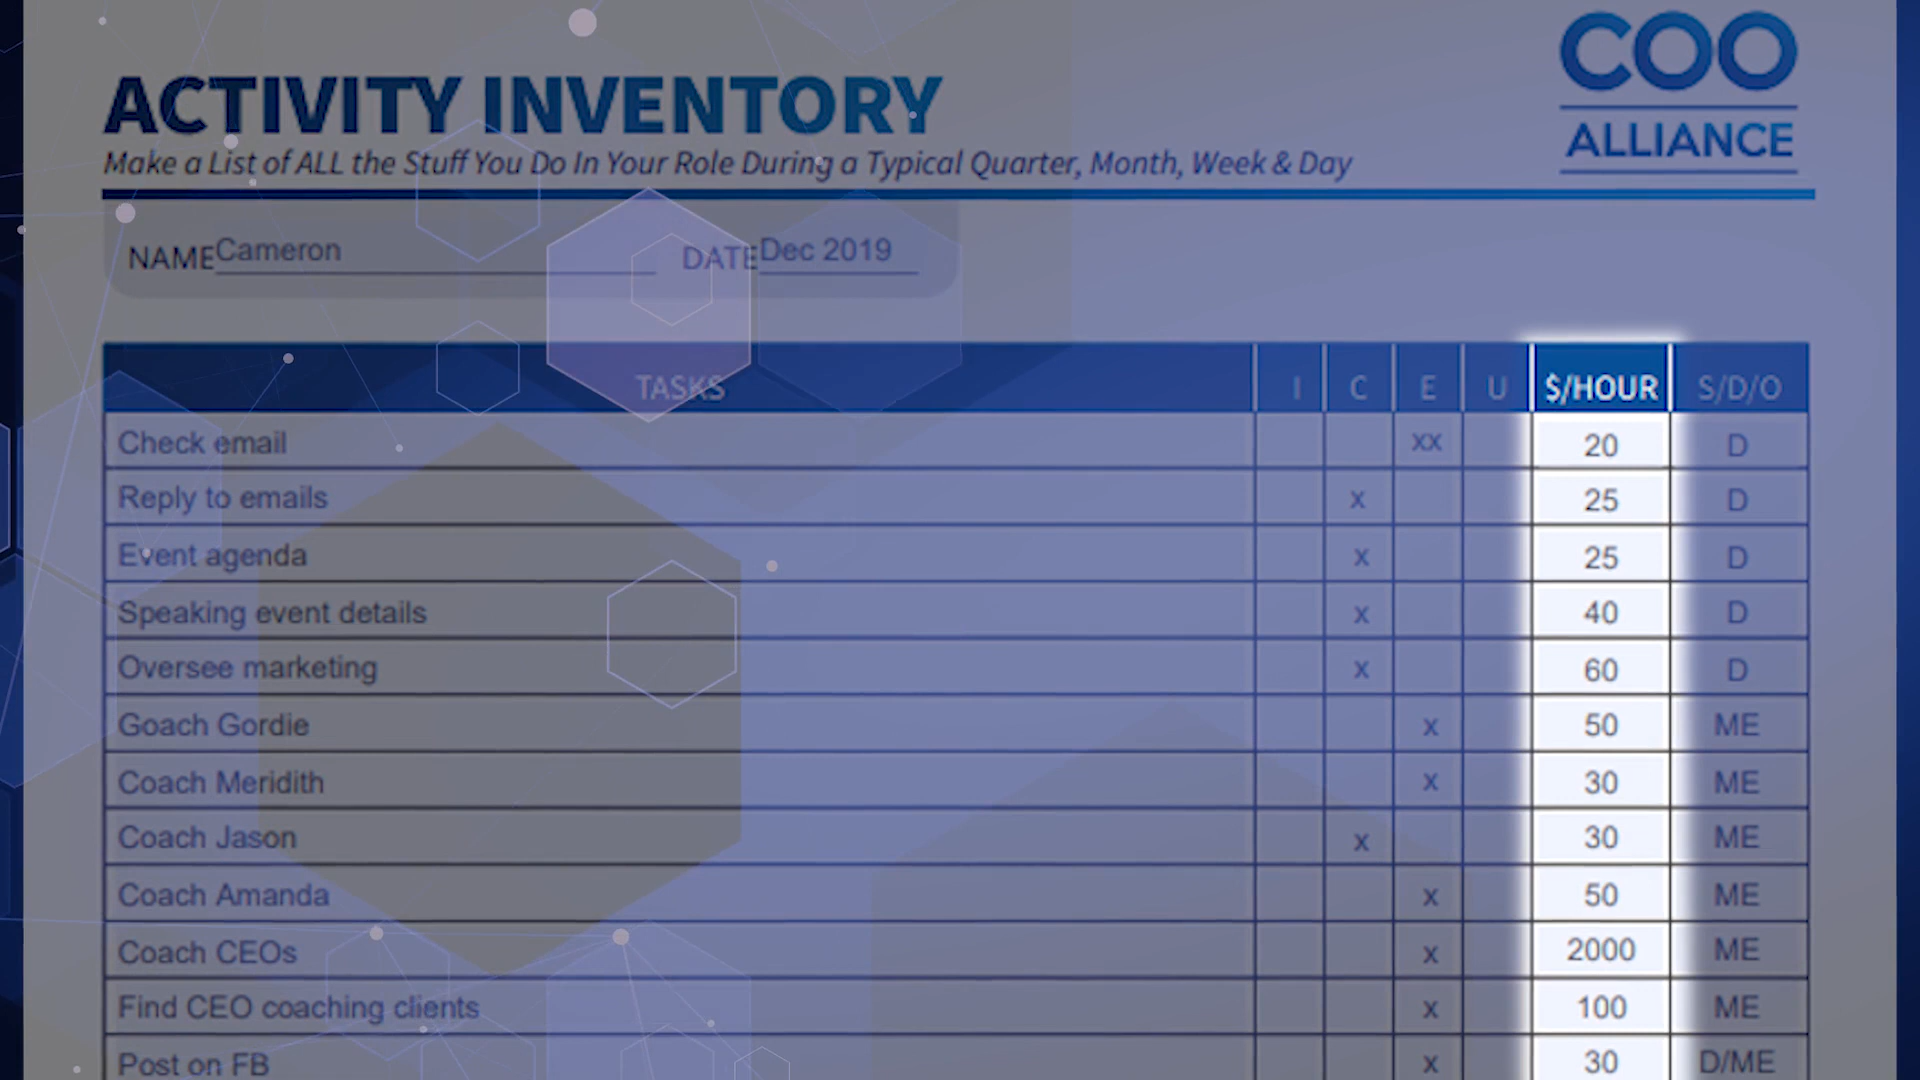 COO
ALLIANCE
ACTIVITY INVENTORY
Make a List of ALL the Stuff You Do In Your Role During a Typical Quarter, Month, Week & Day
NAME Cameron DATE Dec 2019
TASKS I C E U $/HOUR S/D/O
Check email xx 20 D
Reply to emails x 25 D
Event agenda x 25 D
Speaking event details x 40 D
Oversee marketing x 60 D
Goach Gordie x 50 ME
Coach Meridith x 30 ME
Coach Jason x 30 ME
Coach Amanda x 50 ME
Coach CEOs x 2000 ME
Find CEO coaching clients x 100 ME
Post on FB x 30 D/ME